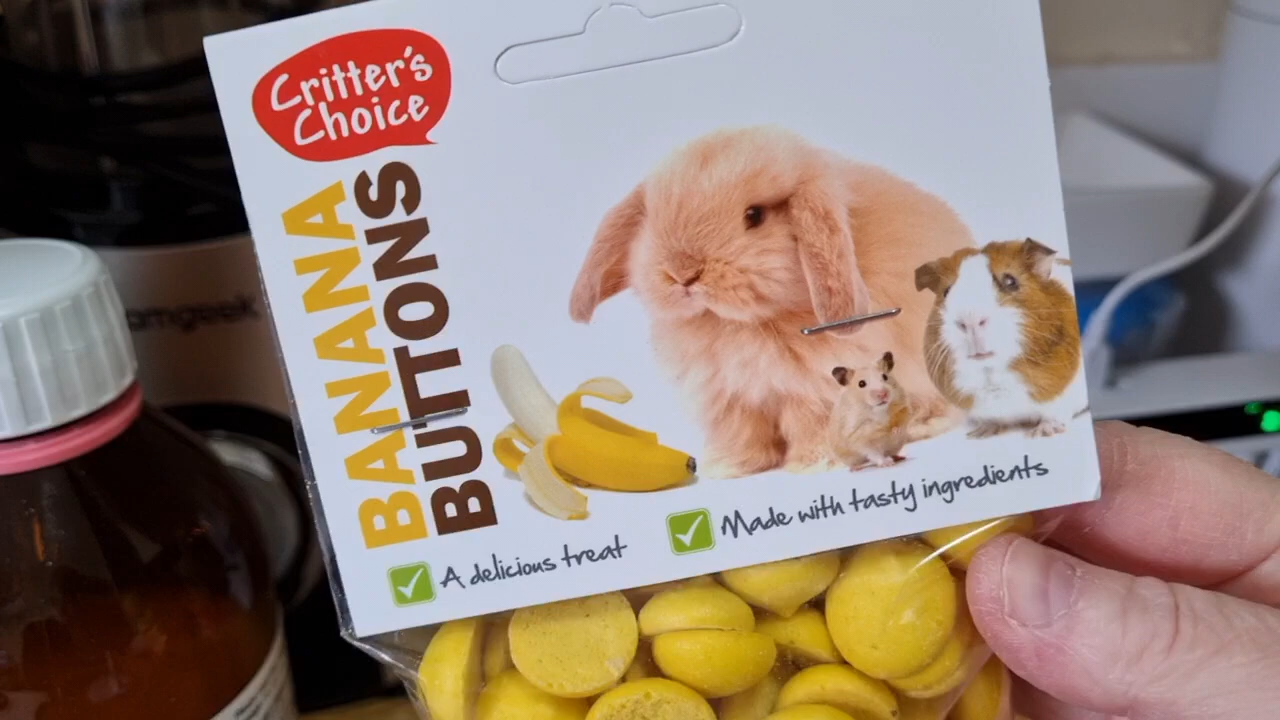 Critter's
Choice
BANANA
BUTTONS
A delicious treat
Made with tasty ingredients